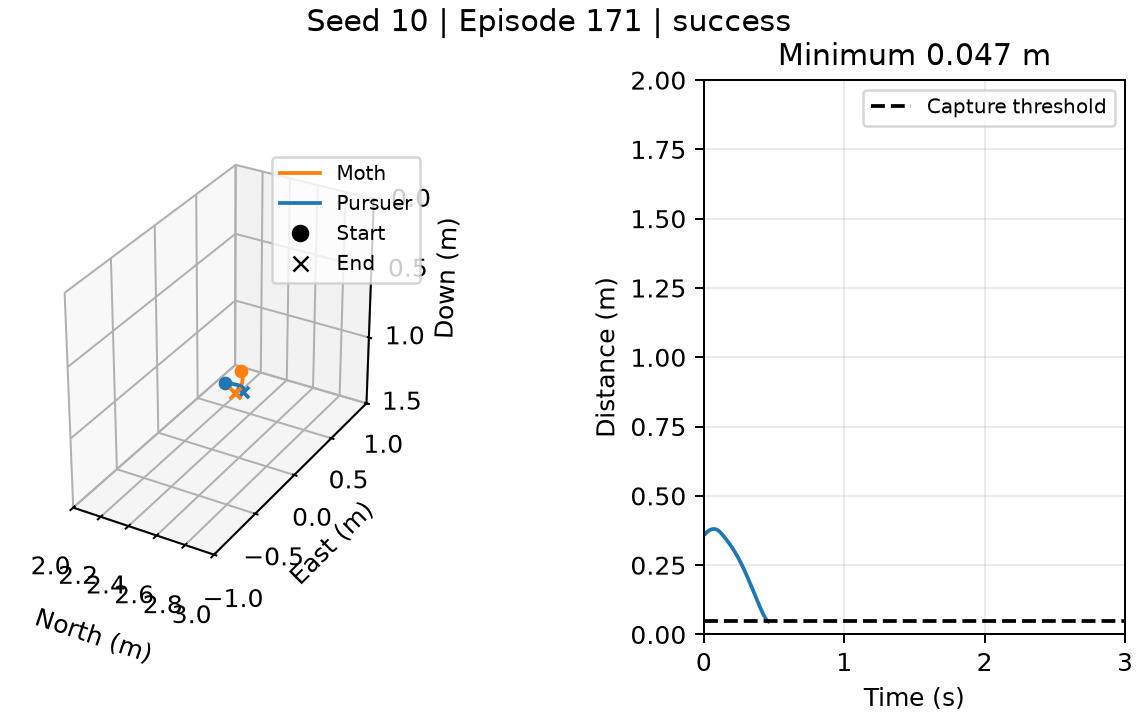 Seed 10 | Episode 171 | success
Moth
Pursuer
Start
End
0.0
0.5
1.0
1.5
Down (m)
1.0
0.5
0.0
−0.5
−1.0
East (m)
2.0
2.2
2.4
2.6
2.8
3.0
North (m)
Minimum 0.047 m
Capture threshold
2.00
1.75
1.50
1.25
1.00
0.75
0.50
0.25
0.00
Distance (m)
0 1 2 3
Time (s)